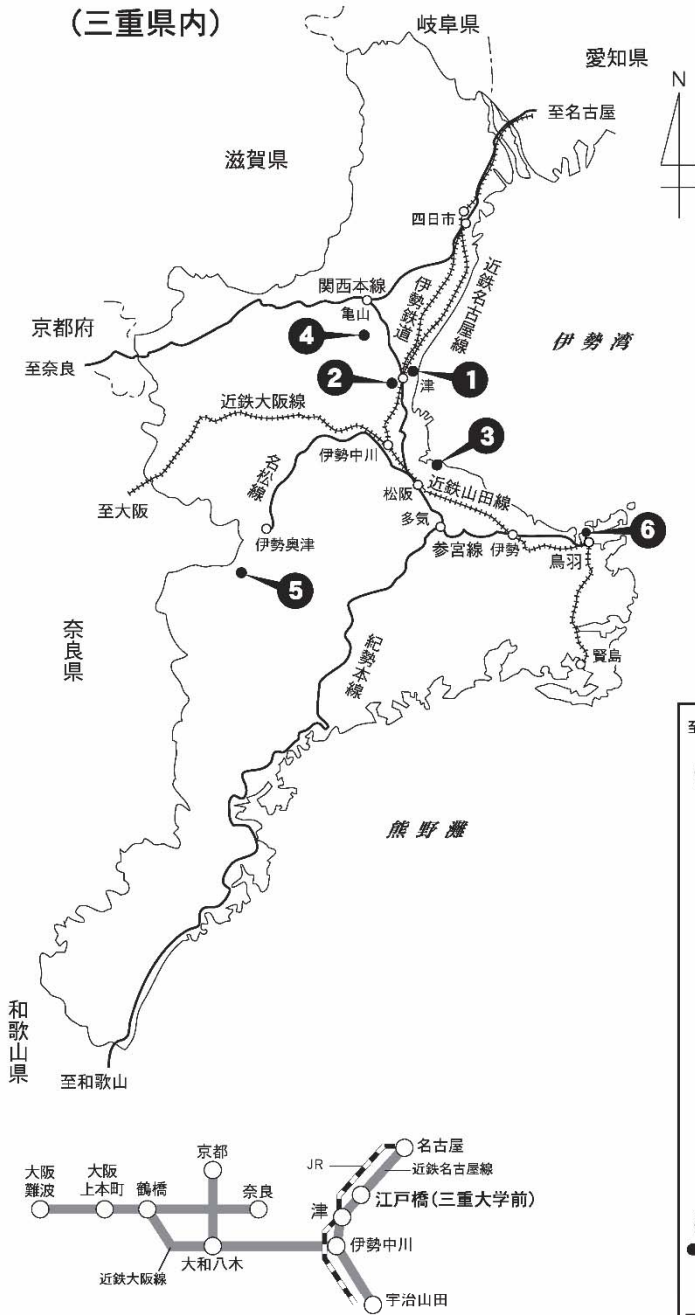 (三重県内)
岐阜県
愛知県
N
至名古屋
滋賀県
四日市
関西本線
伊勢鉄道
近鉄名古屋線
亀山
京都府
伊勢湾
4
至奈良
1
2
津
近鉄大阪線
3
伊勢中川
名松線
近鉄山田線
松阪
至大阪
多気
6
伊勢奥津
参宮線
伊勢
鳥羽
5
奈良県
紀勢本線
賢島
至
熊野灘
和歌山県
至和歌山
京都
名古屋
JR
近鉄名古屋線
大阪難波
大阪上本町
鶴橋
奈良
江戸橋(三重大学前)
津
伊勢中川
大和八木
近鉄大阪線
宇治山田